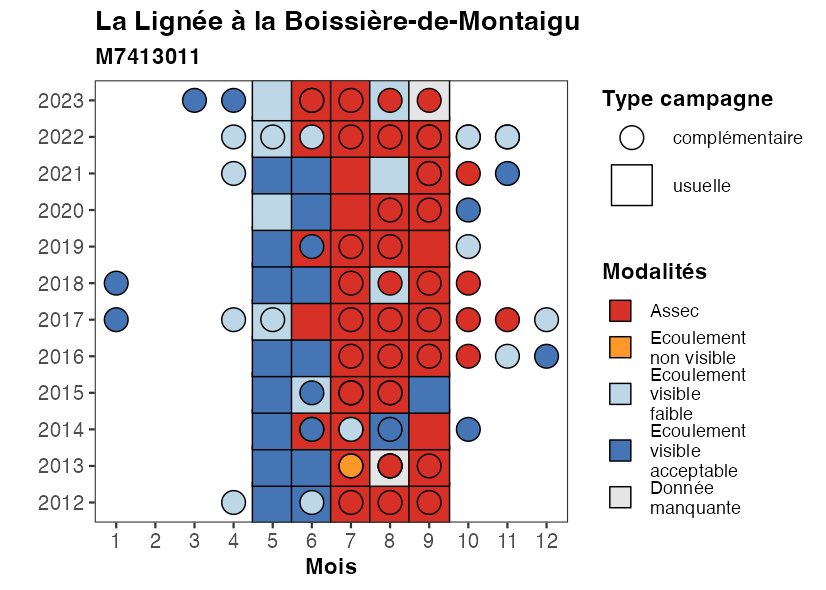 La Lignée à la Boissière-de-Montaigu
M7413011
2023
2022
2021
2020
2019
2018
2017
2016
2015
2014
2013
2012
1 2 3 4 5 6 7 8 9 10 11 12
Mois
Type campagne
complémentaire
usuelle
Modalités
Assec
Ecoulement
non visible
Ecoulement
visible
faible
Ecoulement
visible
acceptable
Donnée
manquante